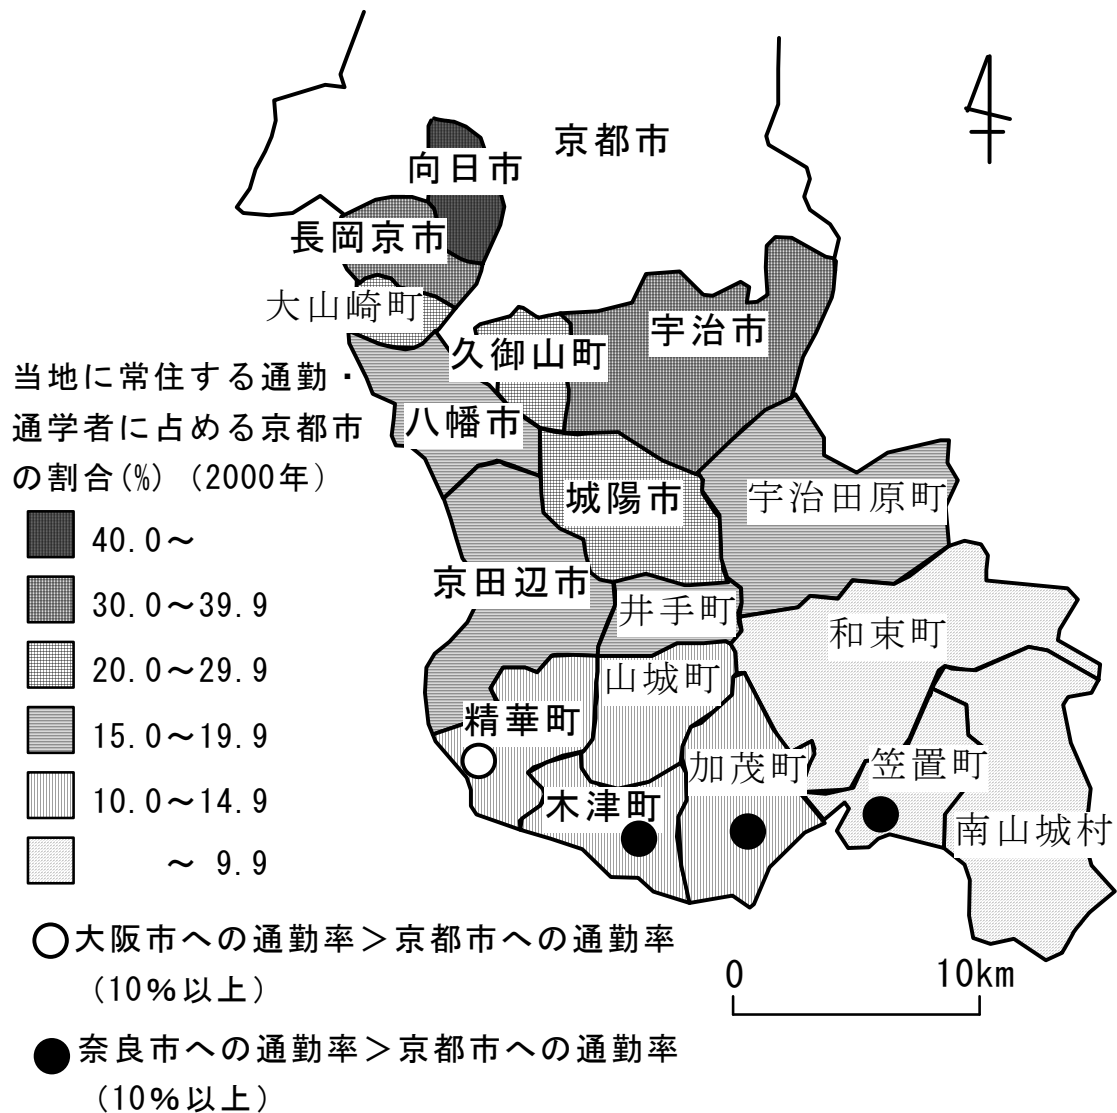 京都市
向日市
長岡京市
大山崎町
宇治市
久御山町
当地に常住する通勤・
通学者に占める京都市
の割合(%)(2000年)
八幡市
城陽市
宇治田原町
40.0～
30.0～39.9
20.0～29.9
15.0～19.9
10.0～14.9
～ 9.9
京田辺市
井手町
和束町
山城町
精華町
加茂町
笠置町
木津町
南山城村
大阪市への通勤率＞京都市への通勤率
(10%以上)
奈良市への通勤率＞京都市への通勤率
(10%以上)
0 10km